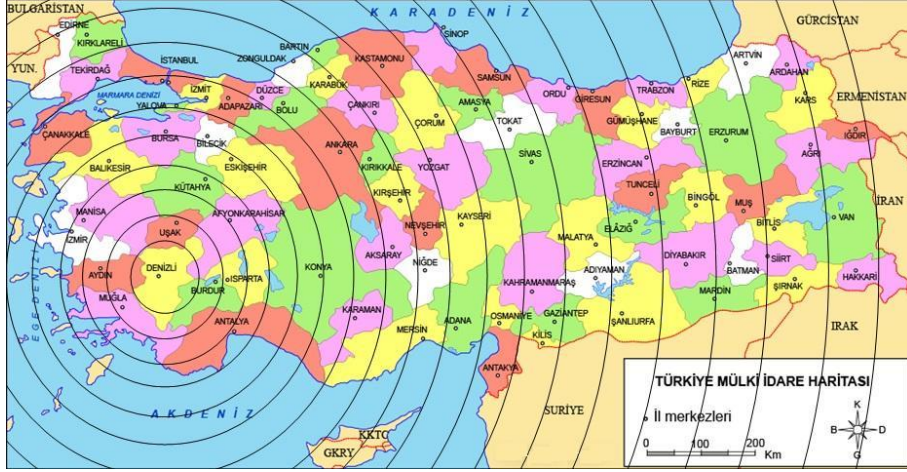 BULGARİSTAN
KARADENİZ
GÜRCİSTAN
EDİRNE
KIRKLARELİ
SİNOP
BARTIN
KASTAMONU
ZONGULDAK
YUN.
TEKİRDAĞ
İSTANBUL
KARABÜK
SAMSUN
ARTVİN
ARDAHAN
MARMARA DENİZİ
İZMİT
DÜZCE
ORDU
GİRESUN
TRABZON
RİZE
YALOVA
ADAPAZARI
BOLU
ÇANKIRI
AMASYA
KARS
ERMENİSTAN
ÇANAKKALE
BURSA
BİLECİK
ÇORUM
TOKAT
GÜMÜŞHANE
BAYBURT
ERZURUM
IĞDIR
BALIKESİR
ESKİŞEHİR
ANKARA
KIRIKKALE
YOZGAT
SİVAS
ERZİNCAN
AĞRI
KÜTAHYA
KIRŞEHİR
TUNCELİ
BİNGÖL
MUŞ
İRAN
MANİSA
AFYONKARAHİSAR
NEVŞEHİR
KAYSERİ
ELAZIĞ
BİTLİS
VAN
İZMİR
UŞAK
AKSARAY
NİĞDE
MALATYA
DİYABAKIR
SİİRT
AYDIN
DENİZLİ
ISPARTA
KONYA
ADIYAMAN
BATMAN
HAKKARİ
BURDUR
KAHRAMANMARAŞ
MARDİN
ŞIRNAK
MUĞLA
KARAMAN
ANTALYA
MERSİN
ADANA
OSMANİYE
GAZİANTEP
ŞANLIURFA
KİLİS
IRAK
EGE DENİZİ
ANTAKYA
AKDENİZ
SURİYE
KKTC
GKRY
TÜRKİYE MÜLKİ İDARE HARİTASI
İl merkezleri
K
B D
G
0 100 200
Km